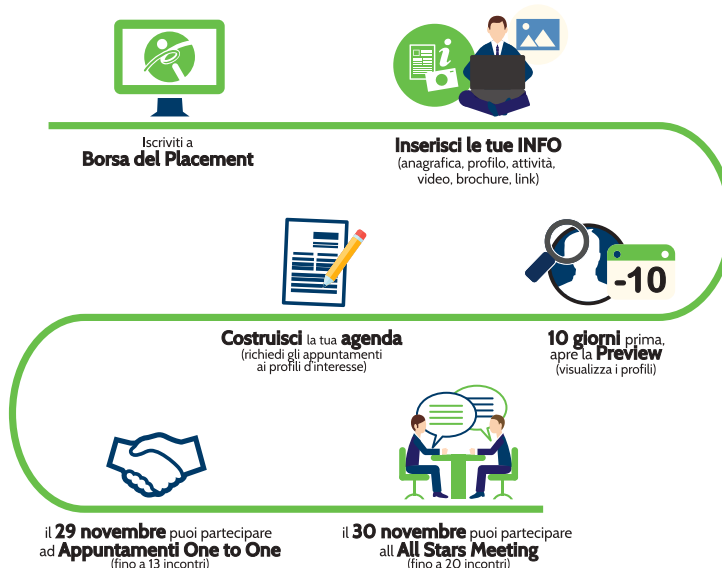 Iscriviti a
Borsa del Placement
Inserisci le tue INFO
(anagrafica, profilo, attività,
video, brochure, link)
-10
10 giorni prima,
apre la Preview
(visualizza i profili)
Costruisci la tua agenda
(richiedi gli appuntamenti
ai profili d'interesse)
il 29 novembre puoi partecipare
ad Appuntamenti One to One
(fino a 13 incontri)
il 30 novembre puoi partecipare
all All Stars Meeting
(fino a 20 incontri)